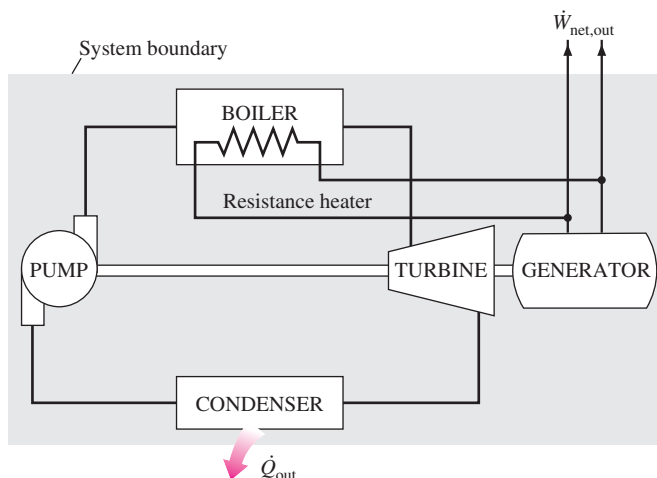 Ẇnet,out
System boundary
BOILER
Resistance heater
PUMP
TURBINE
GENERATOR
CONDENSER
Q̇out